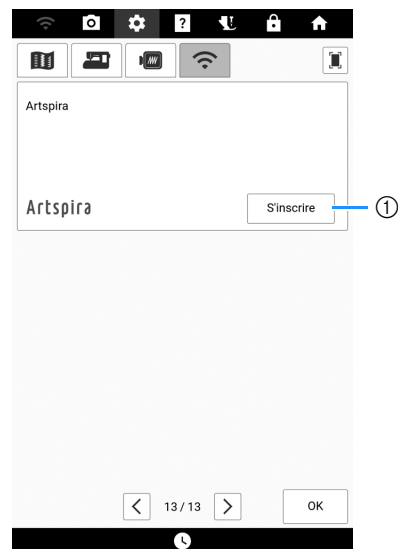 ?
Artspira
Artspira
S'inscrire
①
13 / 13
OK